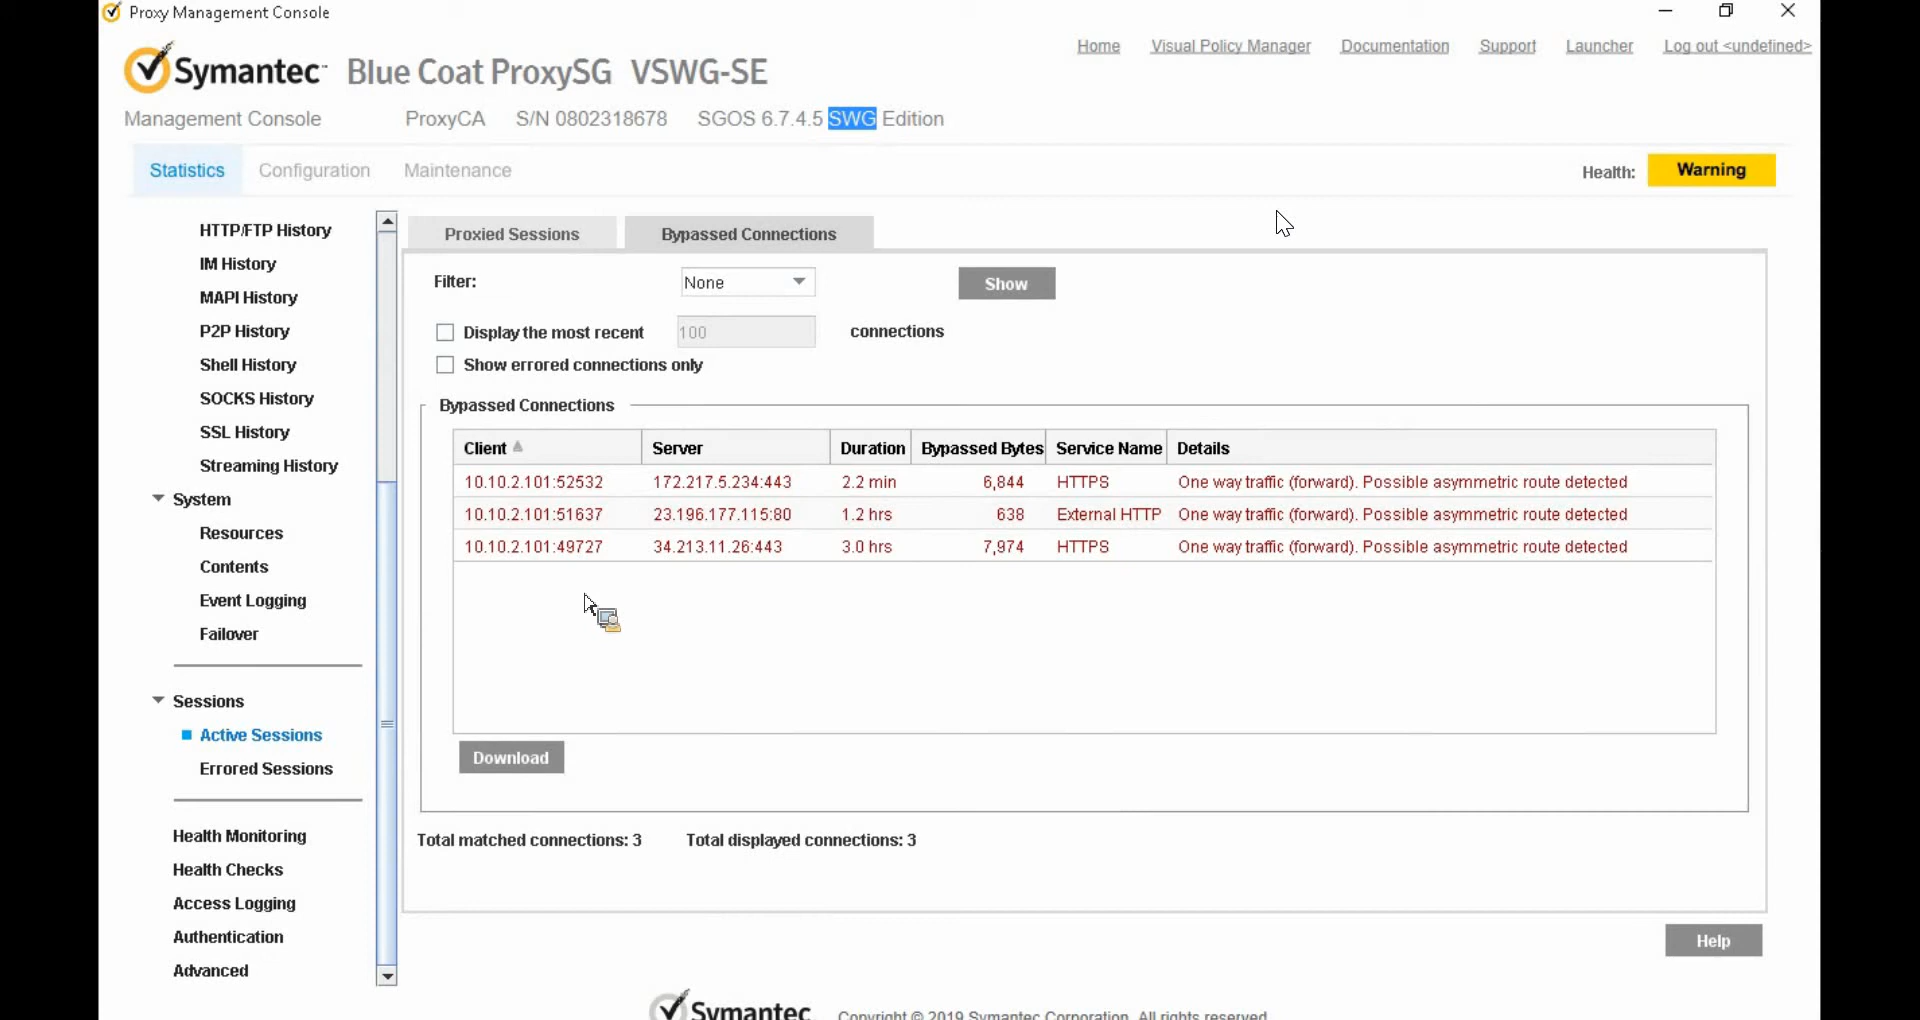 Proxy Management Console
Home Visual Policy Manager Documentation Support Launcher Log out <undefined>
Symantec™ Blue Coat ProxySG VSWG-SE
Management Console ProxyCA S/N 0802318678 SGOS 6.7.4.5 SWG Edition
Statistics Configuration Maintenance Health: Warning
HTTP/FTP History
IM History
MAPI History
P2P History
Shell History
SOCKS History
SSL History
Streaming History
System
Resources
Contents
Event Logging
Failover
Sessions
Active Sessions
Errored Sessions
Health Monitoring
Health Checks
Access Logging
Authentication
Advanced
Proxied Sessions Bypassed Connections
Filter: None Show
Display the most recent 100 connections
Show errored connections only
Bypassed Connections
Client Server Duration Bypassed Bytes Service Name Details
10.10.2.101:52532 172.217.5.234:443 2.2 min 6,844 HTTPS One way traffic (forward). Possible asymmetric route detected
10.10.2.101:51637 23.196.177.115:80 1.2 hrs 638 External HTTP One way traffic (forward). Possible asymmetric route detected
10.10.2.101:49727 34.213.11.26:443 3.0 hrs 7,974 HTTPS One way traffic (forward). Possible asymmetric route detected
Download
Total matched connections: 3 Total displayed connections: 3
Help
Symantec Copyright © 2019 Symantec Corporation. All rights reserved.